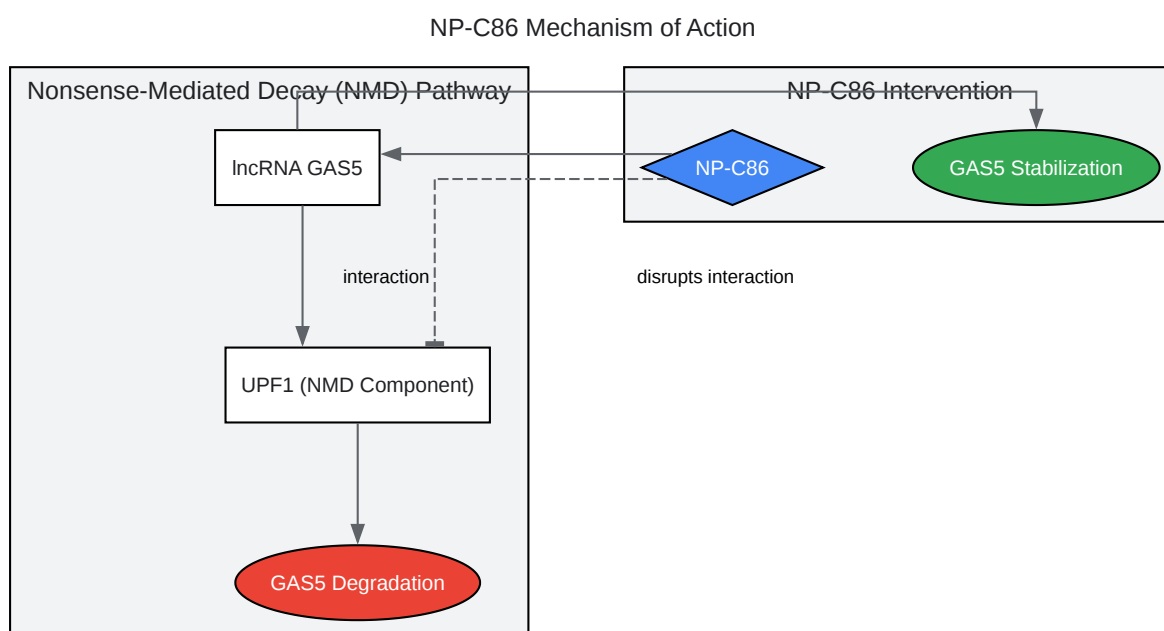 NP-C86 Mechanism of Action
Nonsense-Mediated Decay (NMD) Pathway
NP-C86 Intervention
lncRNA GAS5
NP-C86
GAS5 Stabilization
interaction
disrupts interaction
UPF1 (NMD Component)
GAS5 Degradation